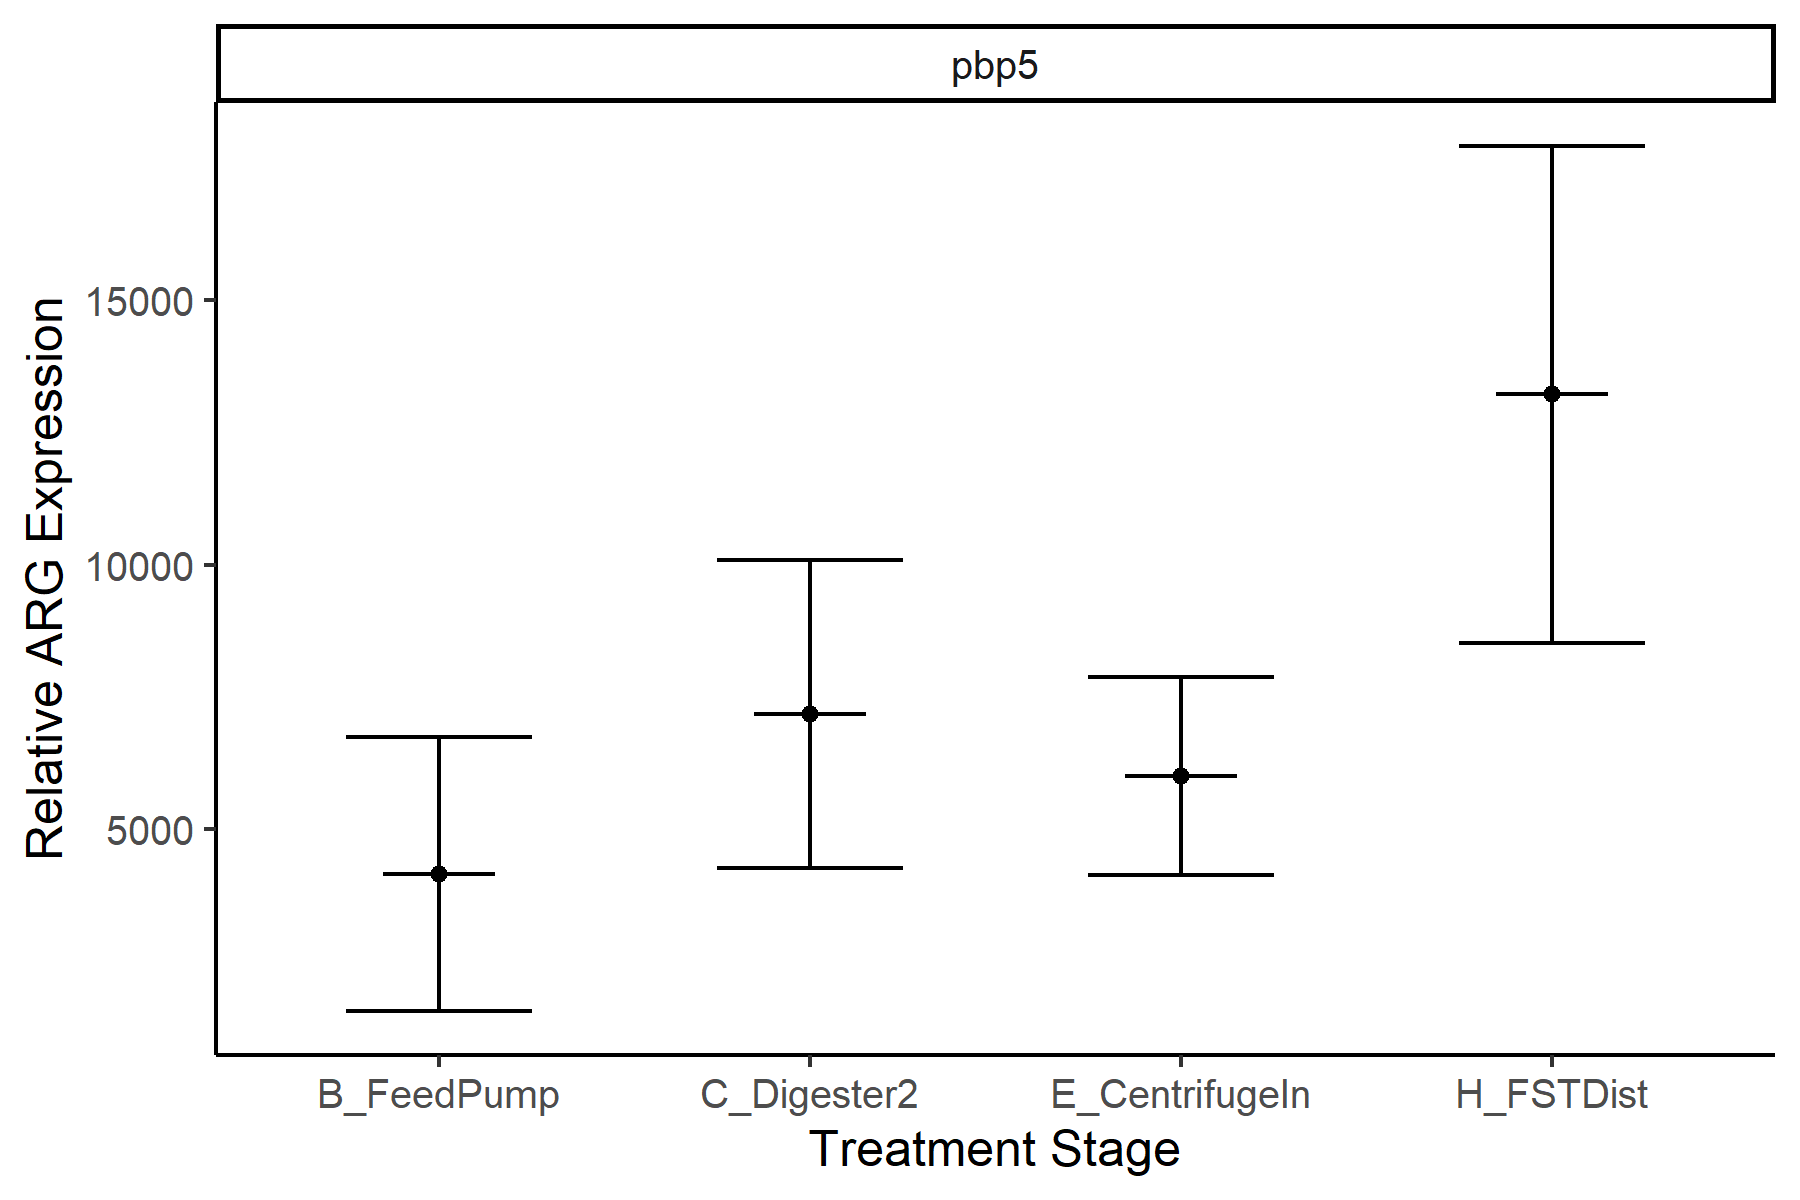 pbp5
Relative ARG Expression
15000
10000
5000
B_FeedPump
C_Digester2
E_CentrifugeIn
H_FSTDist
Treatment Stage